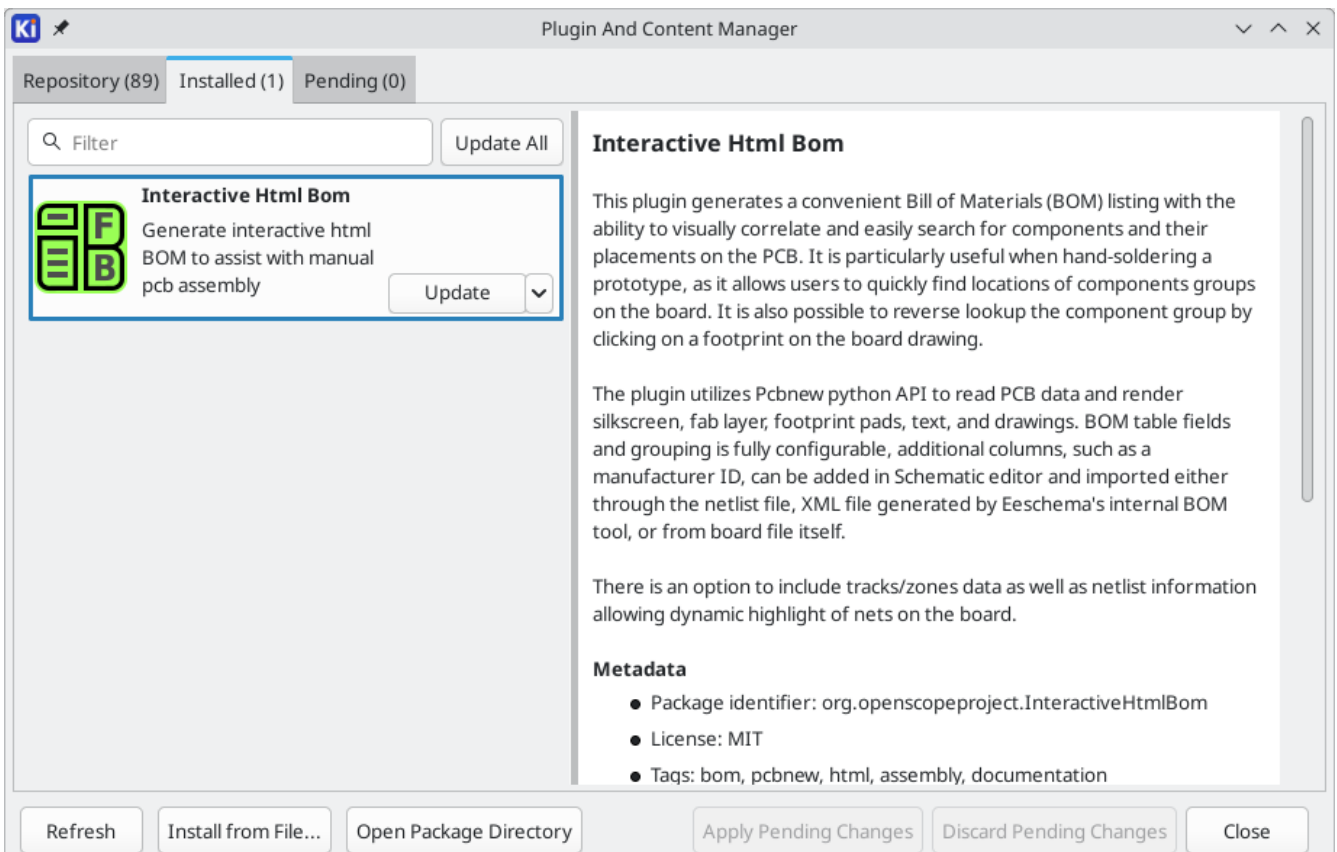 Ki
Plugin And Content Manager
Repository (89)
Installed (1)
Pending (0)
Filter
Update All
Interactive Html Bom
Generate interactive html
BOM to assist with manual
pcb assembly
Update
F
B
Interactive Html Bom
This plugin generates a convenient Bill of Materials (BOM) listing with the
ability to visually correlate and easily search for components and their
placements on the PCB. It is particularly useful when hand-soldering a
prototype, as it allows users to quickly find locations of components groups
on the board. It is also possible to reverse lookup the component group by
clicking on a footprint on the board drawing.
The plugin utilizes Pcbnew python API to read PCB data and render
silkscreen, fab layer, footprint pads, text, and drawings. BOM table fields
and grouping is fully configurable, additional columns, such as a
manufacturer ID, can be added in Schematic editor and imported either
through the netlist file, XML file generated by Eeschema's internal BOM
tool, or from board file itself.
There is an option to include tracks/zones data as well as netlist information
allowing dynamic highlight of nets on the board.
Metadata
● Package identifier: org.openscopeproject.InteractiveHtmlBom
● License: MIT
● Tags: bom, pcbnew, html, assembly, documentation
Refresh
Install from File...
Open Package Directory
Apply Pending Changes
Discard Pending Changes
Close